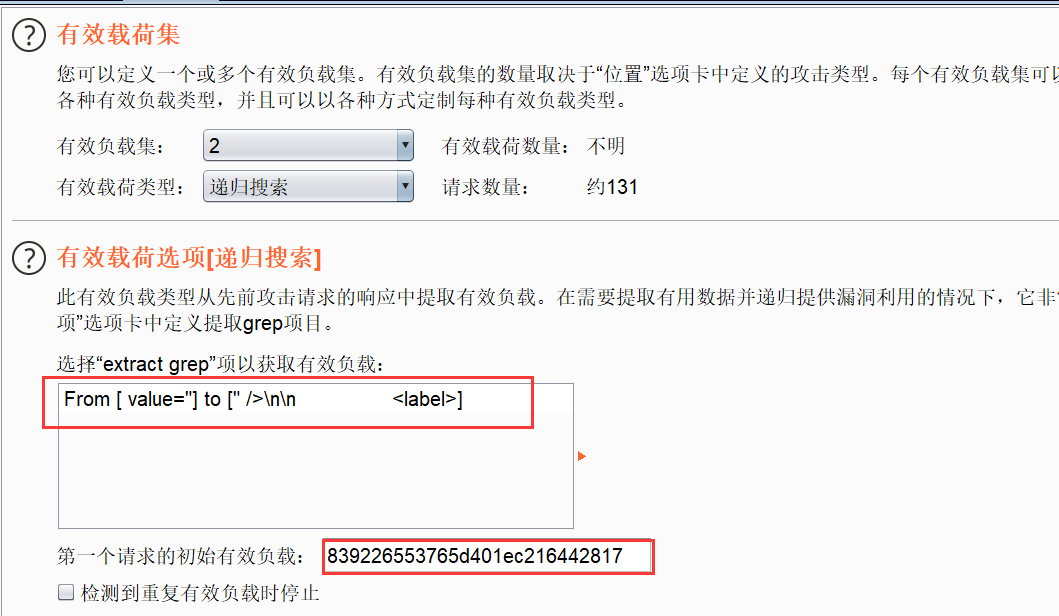 有效载荷集
您可以定义一个或多个有效负载集。有效负载集的数量取决于“位置”选项卡中定义的攻击类型。每个有效负载集可
各种有效负载类型，并且可以以各种方式定制每种有效负载类型。
有效负载集： 2 有效载荷数量： 不明
有效载荷类型： 递归搜索 请求数量： 约131
有效载荷选项[递归搜索]
此有效负载类型从先前攻击请求的响应中提取有效负载。在需要提取有用数据并递归提供漏洞利用的情况下，它非
项”选项卡中定义提取grep项目。
选择“extract grep”项以获取有效负载：
From [ value="] to [" />\n\n <label>]
第一个请求的初始有效负载： 839226553765d401ec216442817
检测到重复有效负载时停止